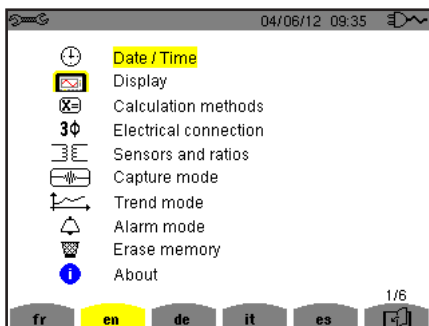 04/06/12 09:35
Date / Time
Display
X= Calculation methods
3Φ Electrical connection
Sensors and ratios
Capture mode
Trend mode
Alarm mode
Erase memory
i About
1/6
fr en de it es